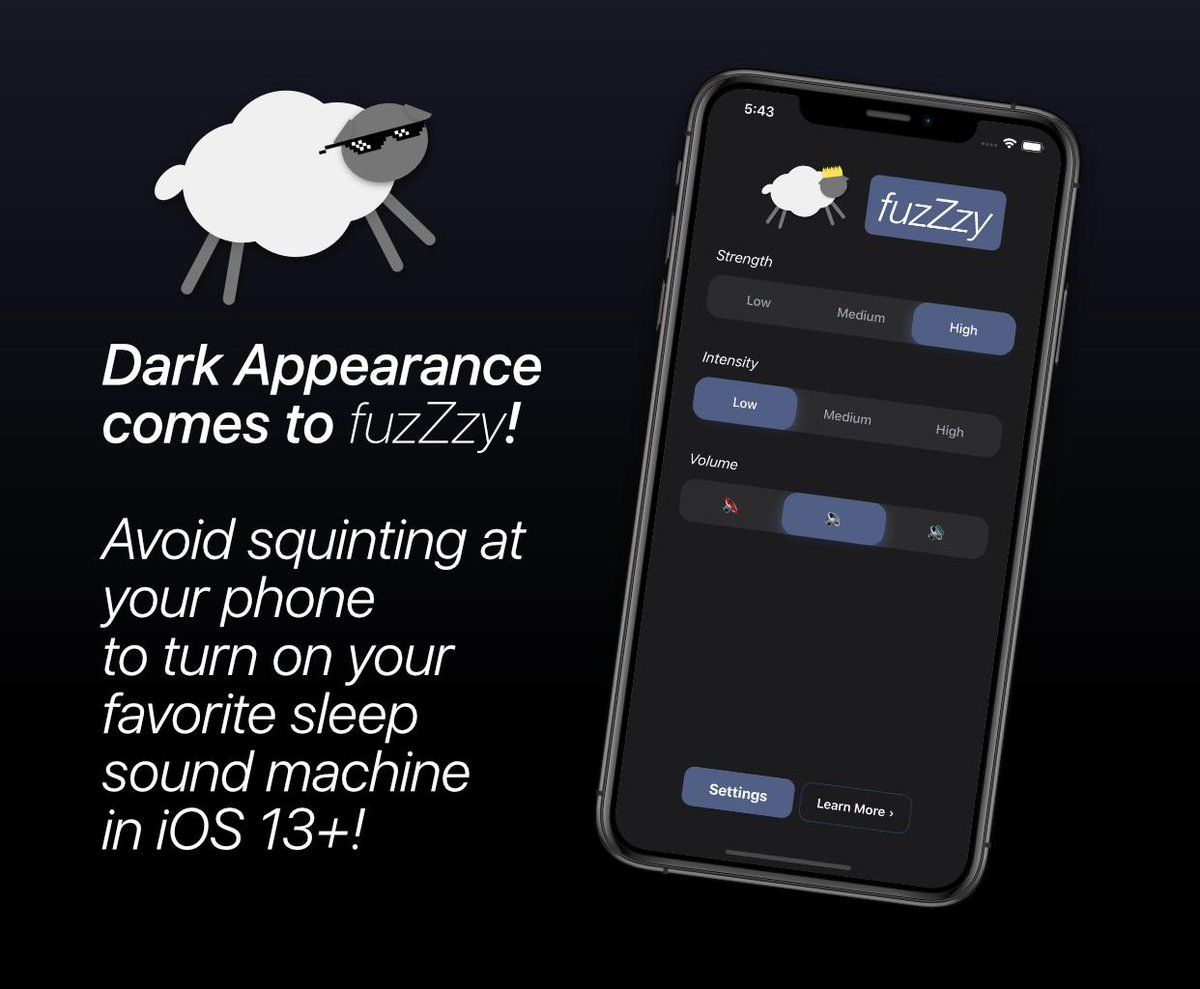 Dark Appearance
comes to fuzZzy!
Avoid squinting at
your phone
to turn on your
favorite sleep
sound machine
in iOS 13+!
5:43
fuzZzy
Strength
Low Medium High
Intensity
Low Medium High
Volume
Settings Learn More ›